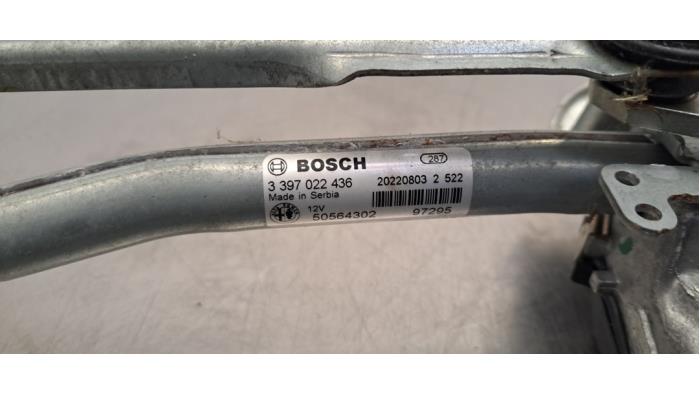 BOSCH 287
3 397 022 436 20220803 2 522
Made in Serbia
12V
50564302 97295